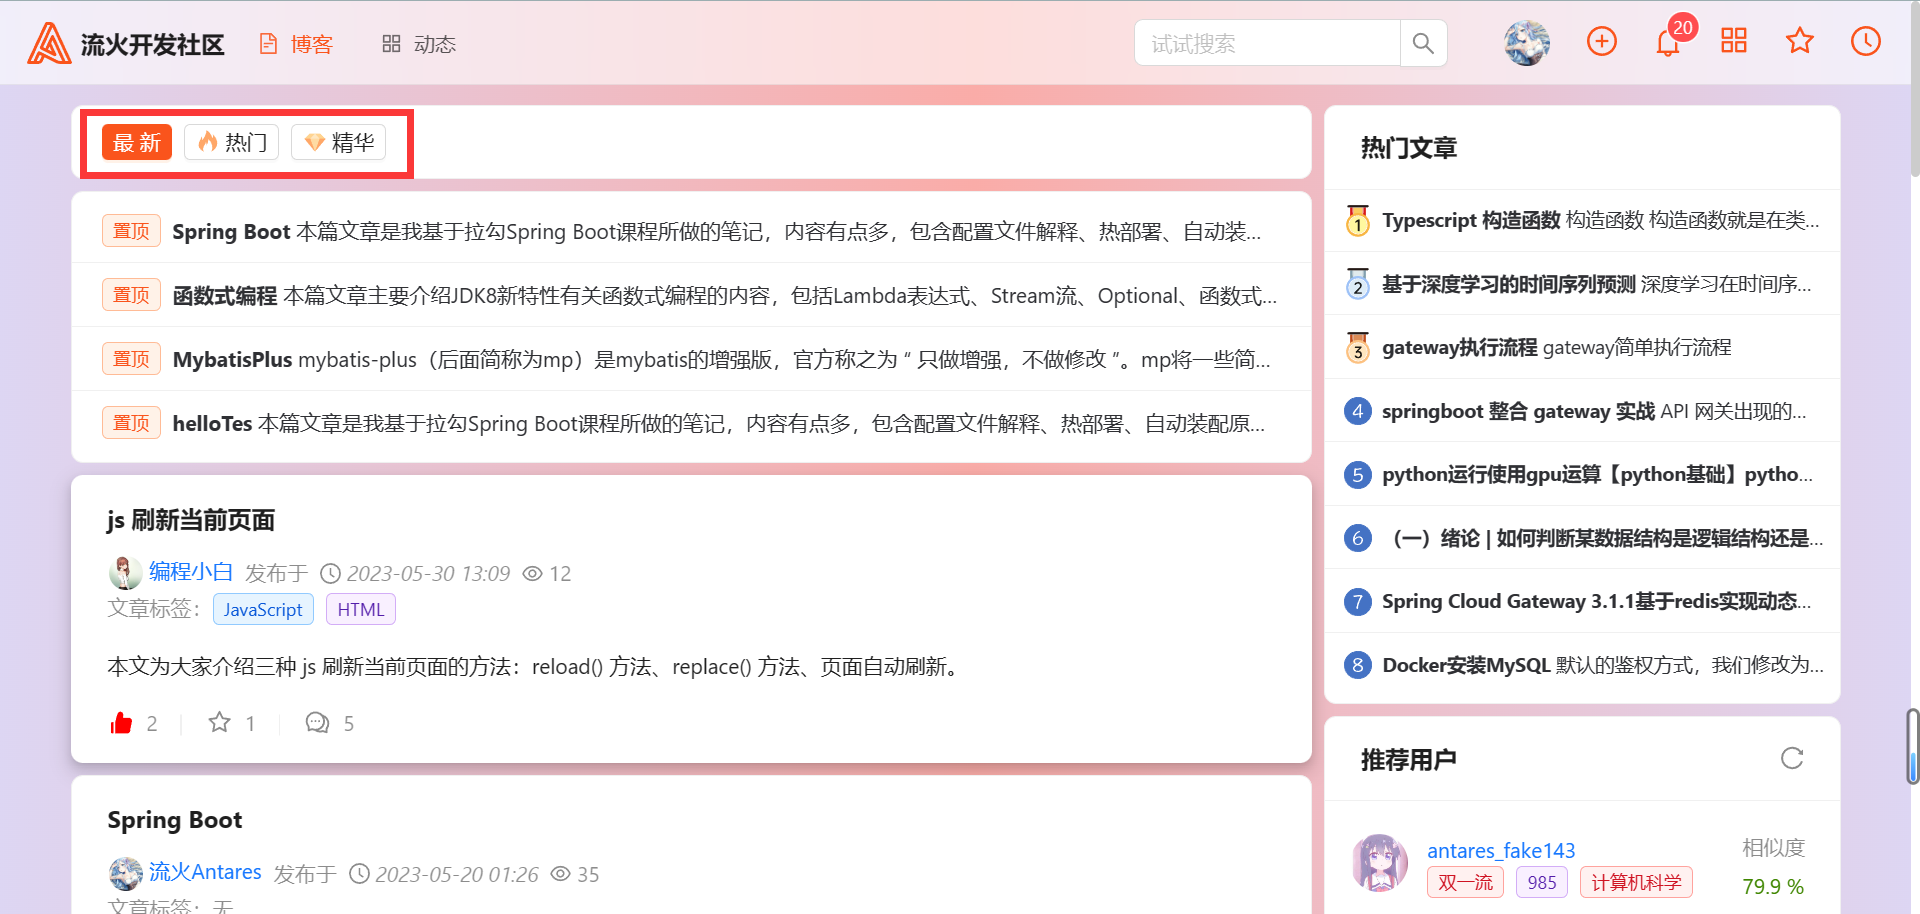 流火开发社区 博客 动态 试试搜索 20
最新 热门 精华
置顶 Spring Boot 本篇文章是我基于拉勾Spring Boot课程所做的笔记，内容有点多，包含配置文件解释、热部署、自动装...
置顶 函数式编程 本篇文章主要介绍JDK8新特性有关函数式编程的内容，包括Lambda表达式、Stream流、Optional、函数式...
置顶 MybatisPlus mybatis-plus（后面简称为mp）是mybatis的增强版，官方称之为 “ 只做增强，不做修改 ”。mp将一些简...
置顶 helloTes 本篇文章是我基于拉勾Spring Boot课程所做的笔记，内容有点多，包含配置文件解释、热部署、自动装配原...
js 刷新当前页面
编程小白 发布于 2023-05-30 13:09 12
文章标签： JavaScript HTML
本文为大家介绍三种 js 刷新当前页面的方法：reload() 方法、replace() 方法、页面自动刷新。
2 1 5
Spring Boot
流火Antares 发布于 2023-05-20 01:26 35
文章标签： 无
热门文章
1 Typescript 构造函数 构造函数 构造函数就是在类...
2 基于深度学习的时间序列预测 深度学习在时间序...
3 gateway执行流程 gateway简单执行流程
4 springboot 整合 gateway 实战 API 网关出现的...
5 python运行使用gpu运算【python基础】pytho...
6 （一）绪论 | 如何判断某数据结构是逻辑结构还是...
7 Spring Cloud Gateway 3.1.1基于redis实现动态...
8 Docker安装MySQL 默认的鉴权方式，我们修改为...
推荐用户
antares_fake143 相似度
双一流 985 计算机科学 79.9 %